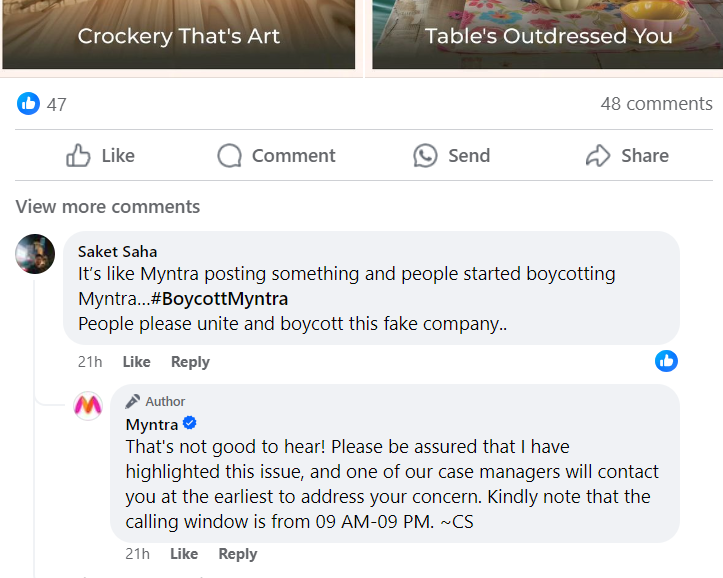 Crockery That's Art
Table's Outdressed You
47
48 comments
Like
Comment
Send
Share
View more comments
Saket Saha
It's like Myntra posting something and people started boycotting
Myntra...#BoycottMyntra
People please unite and boycott this fake company..
21h Like Reply
Author
Myntra
That's not good to hear! Please be assured that I have
highlighted this issue, and one of our case managers will contact
you at the earliest to address your concern. Kindly note that the
calling window is from 09 AM-09 PM. ~CS
21h Like Reply